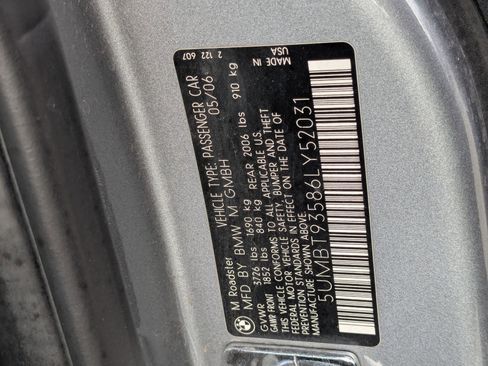 M Roadster VEHICLE TYPE: PASSENGER CAR
MFD BY: BMW M GMBH 05/06
GVWR 3726 lbs 1690 kg REAR 2006 lbs 910 kg
GAWR FRONT 1852 lbs 840 kg
THIS VEHICLE CONFORMS TO ALL APPLICABLE U.S.
FEDERAL MOTOR VEHICLE SAFETY, BUMPER AND THEFT
PREVENTION STANDARDS IN EFFECT ON THE DATE OF
MANUFACTURE SHOWN ABOVE.
5UMBT93586LY52031
2 122 607
MADE IN
USA